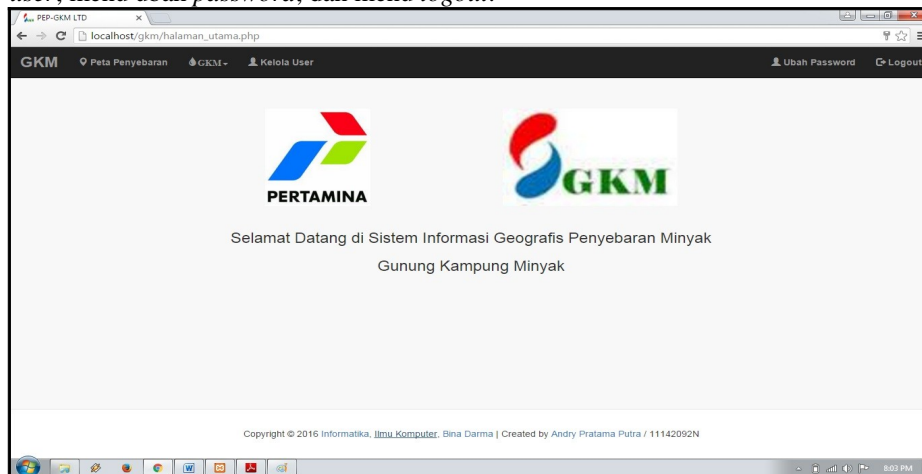 user, menu ubah password, dan menu logout.
PEP-GKM LTD
localhost/gkm/halaman_utama.php
GKM Peta Penyebaran GKM Kelola User Ubah Password Logout
PERTAMINA
GKM
Selamat Datang di Sistem Informasi Geografis Penyebaran Minyak
Gunung Kampung Minyak
Copyright © 2016 Informatika, Ilmu Komputer, Bina Darma | Created by Andry Pratama Putra / 11142092N
8:03 PM